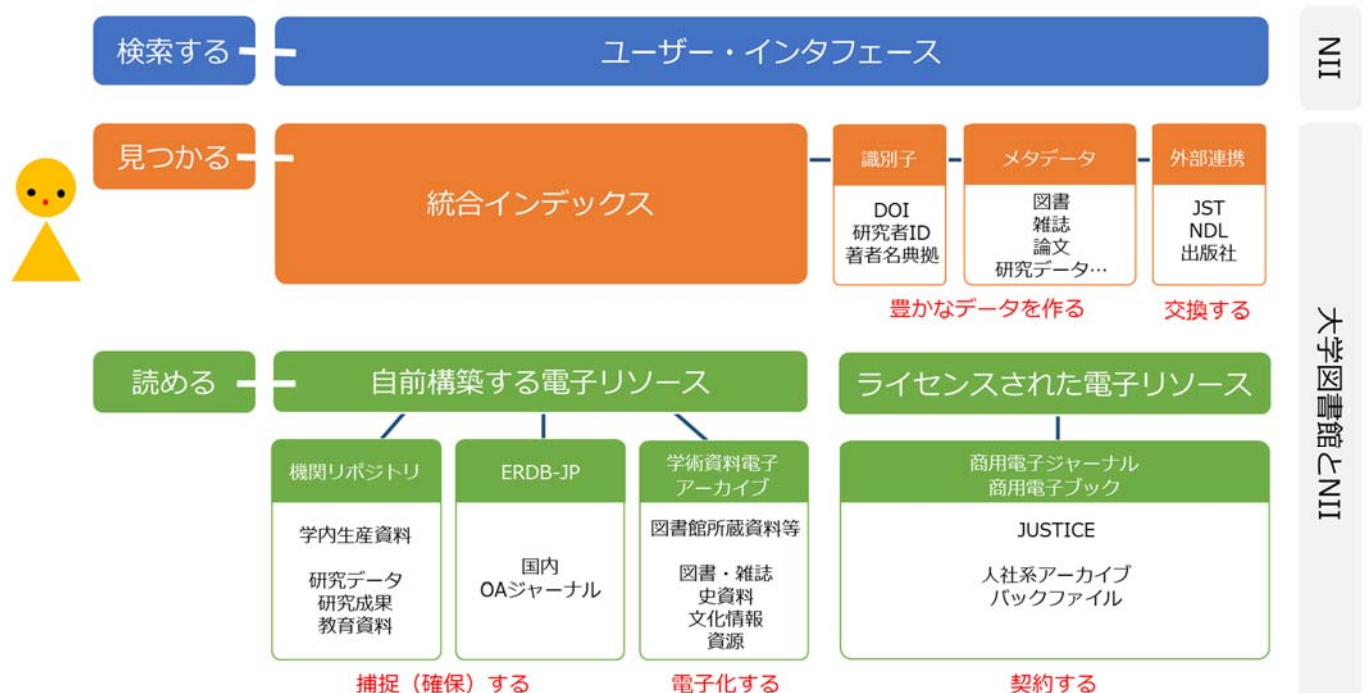 検索する
ユーザー・インタフェース
NII
見つかる
統合インデックス
識別子
DOI
研究者ID
著者名典拠
メタデータ
図書
雑誌
論文
研究データ…
外部連携
JST
NDL
出版社
豊かなデータを作る
交換する
大学図書館とNII
読める
自前構築する電子リソース
ライセンスされた電子リソース
機関リポジトリ
学内生産資料
研究データ
研究成果
教育資料
ERDB-JP
国内
OAジャーナル
学術資料電子
アーカイブ
図書館所蔵資料等
図書・雑誌
史資料
文化情報
資源
商用電子ジャーナル
商用電子ブック
JUSTICE
人社系アーカイブ
バックファイル
捕捉（確保）する
電子化する
契約する